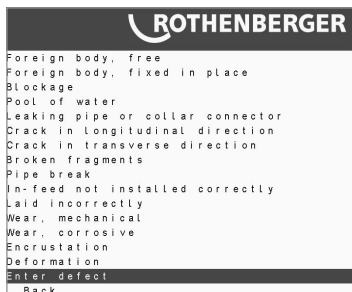 ROTHENBERGER
Foreign body, free
Foreign body, fixed in place
Blockage
Pool of water
Leaking pipe or collar connector
Crack in longitudinal direction
Crack in transverse direction
Broken fragments
Pipe break
In-feed not installed correctly
Laid incorrectly
Wear, mechanical
Wear, corrosive
Encrustation
Deformation
Enter defect
Back